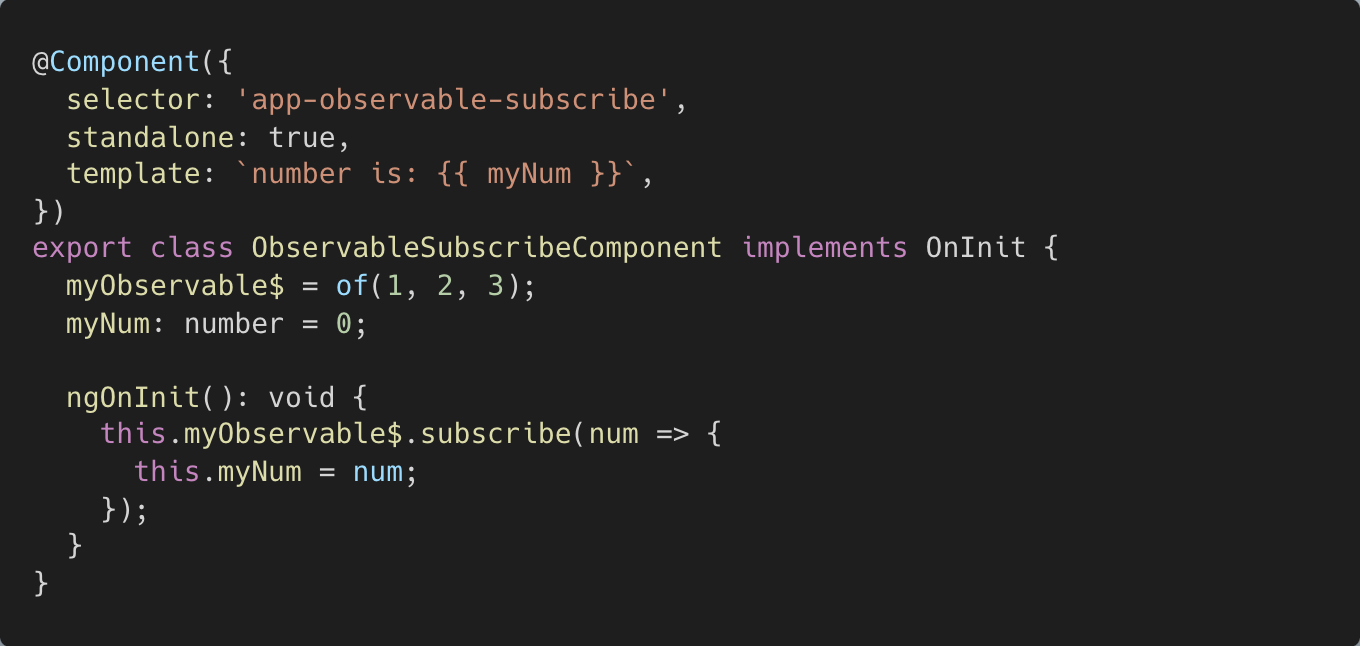 @Component({
  selector: 'app-observable-subscribe',
  standalone: true,
  template: `number is: {{ myNum }}`,
})
export class ObservableSubscribeComponent implements OnInit {
  myObservable$ = of(1, 2, 3);
  myNum: number = 0;

  ngOnInit(): void {
    this.myObservable$.subscribe(num => {
      this.myNum = num;
    });
  }
}